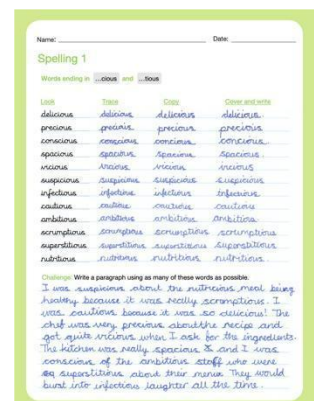 Name: Date:
Spelling 1
Words ending in ...cious and ...tious
Look Trace Copy Cover and write
delicious delicious delicious delicious
precious precious precious precious
conscious conscious concious concious
spacious spacious spacious spacious
vicious vicious vicious vicious
suspicious suspicious suspicious suspicious
infectious infectious infectious infectious
cautious cautious cautious cautious
ambitious ambitious ambitious ambitious
scrumptious scrumptious scrumptious scrumptious
superstitious superstitious superstitious superstitious
nutritious nutritious nutritious nutritious
Challenge: Write a paragraph using as many of these words as possible.
I was suspicious about the nutricious meal being
healthy because it was really scromptious. I
was cautious because it was so delicious! The
chef was very precious about the recipe and
got quite vicious when I ask for the ingredients.
The kitchen was really spacious and I was
conscious of the ambitious staff who were
superstitious about their menu. They would
burst into infectious laughter all the time.